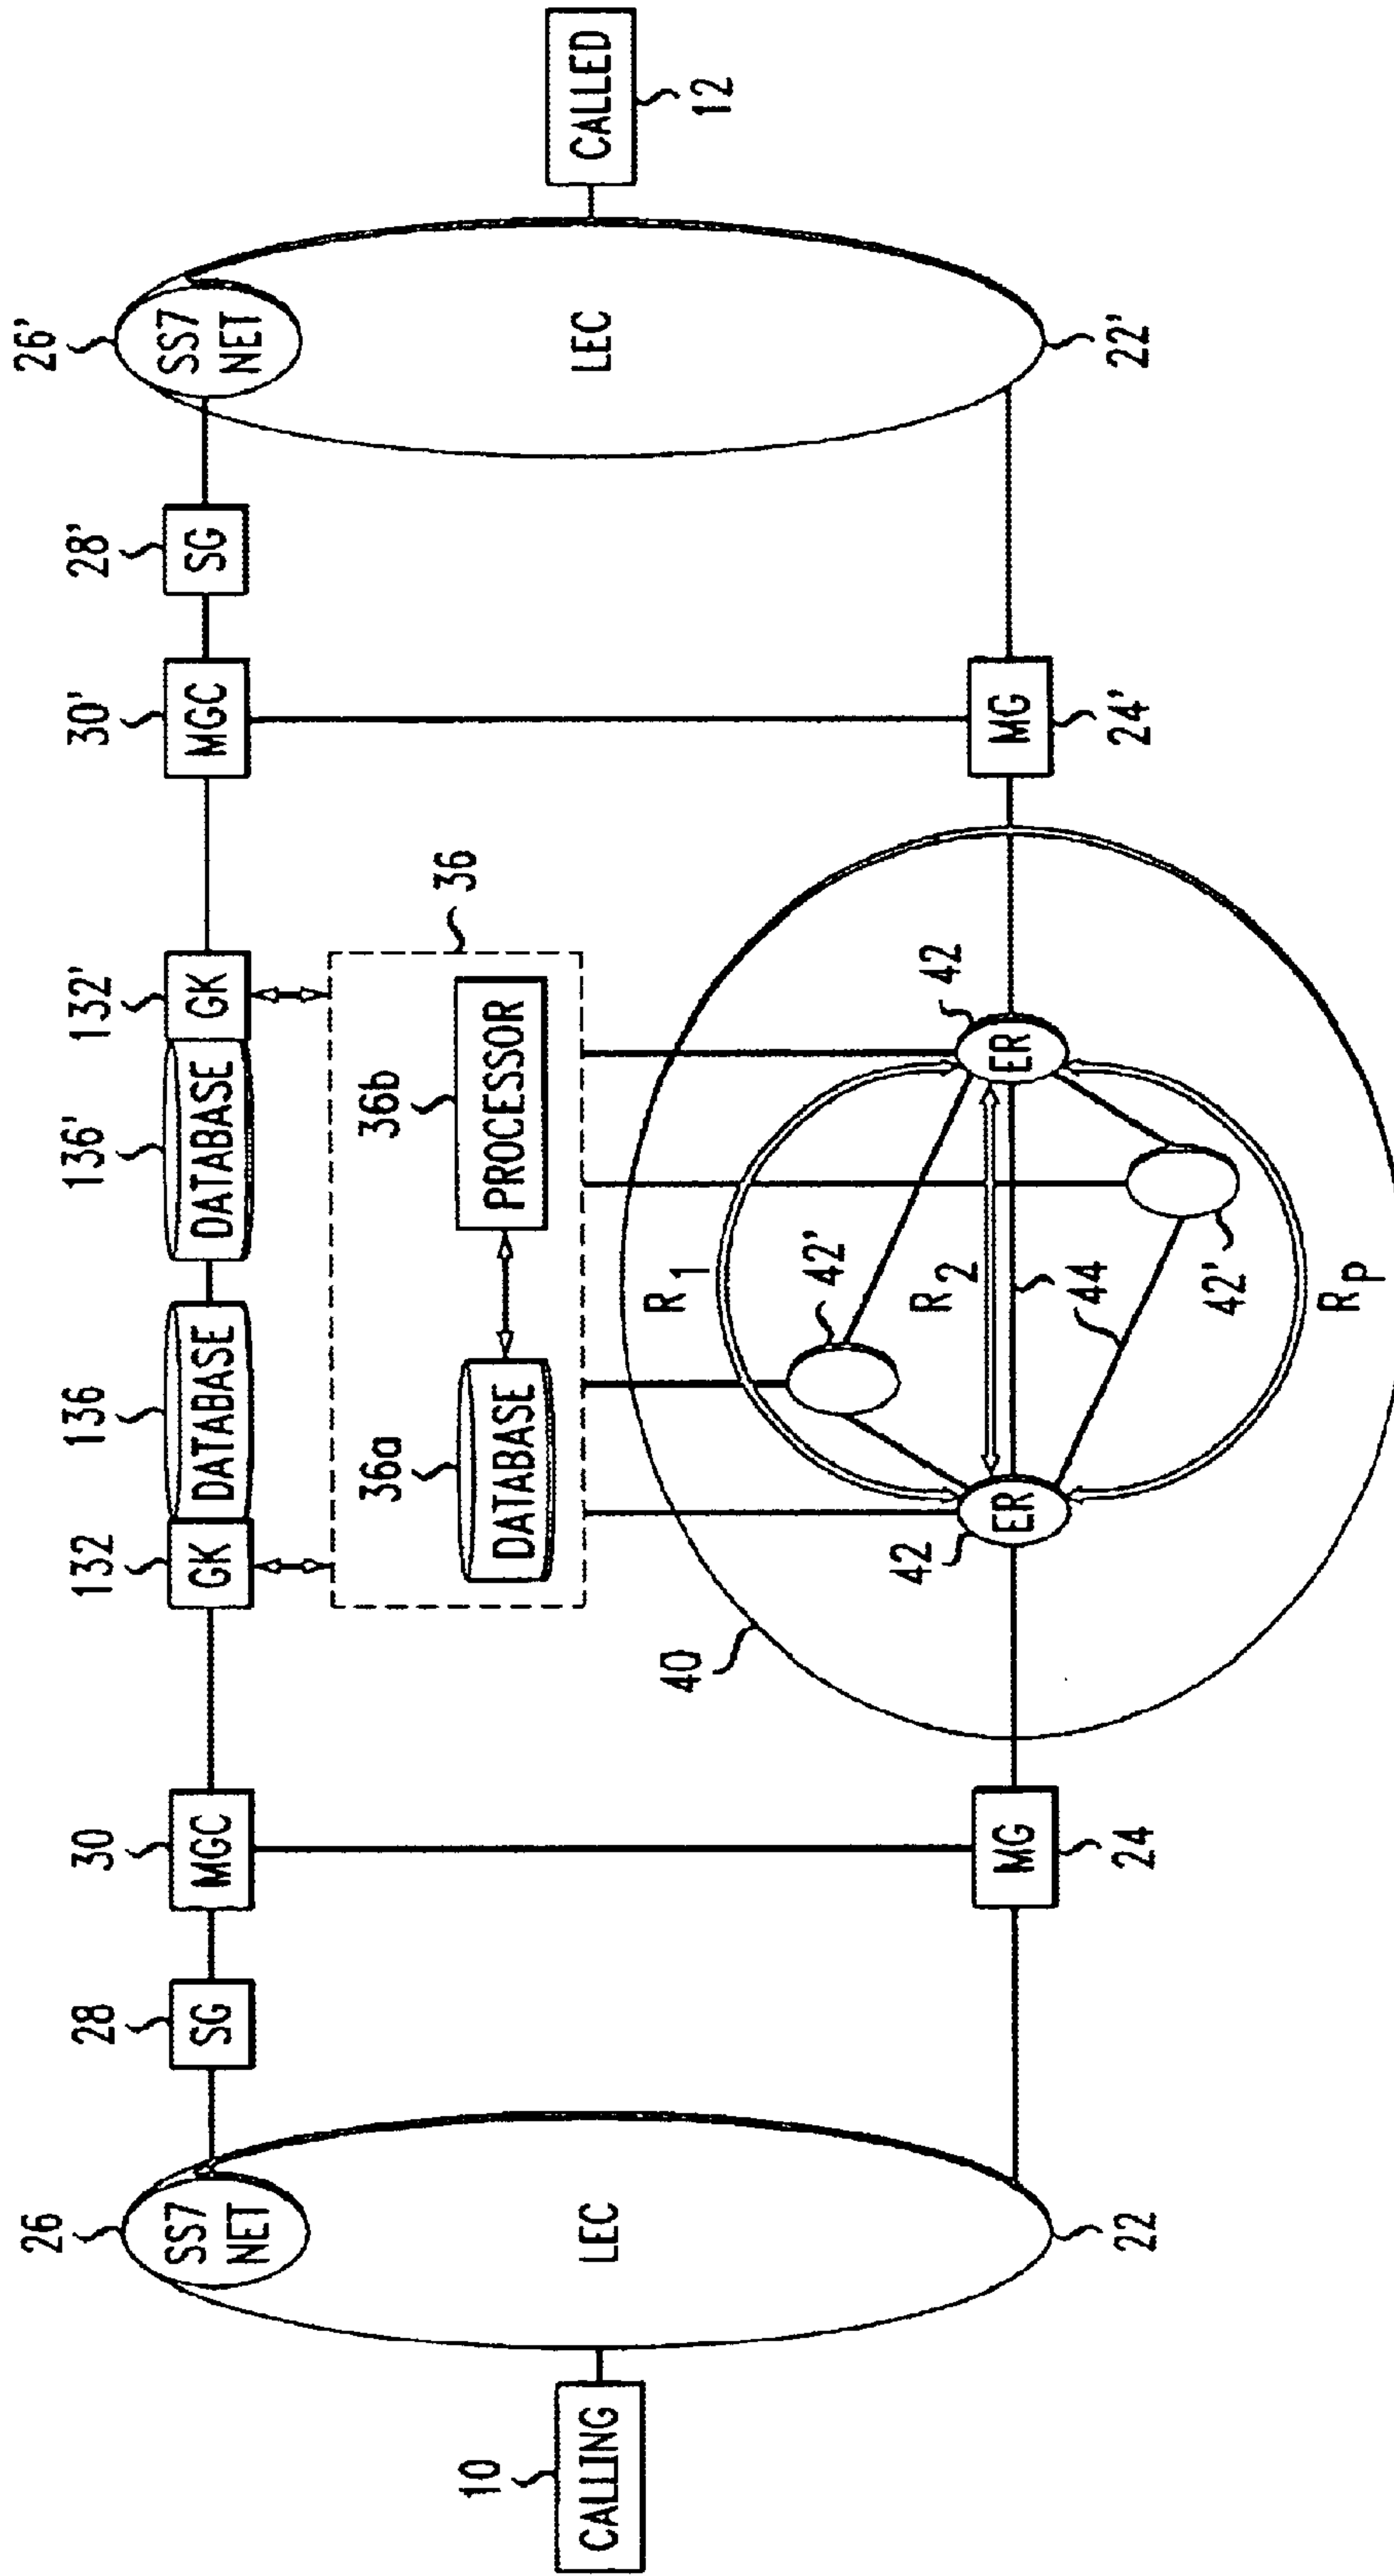 26
28
30
132
136
136'
132'
30'
28'
26'
SS7
NET
SG
MGC
GK
DATABASE
DATABASE
GK
MGC
SG
SS7
NET
36
36a
36b
DATABASE
PROCESSOR
10
CALLING
LEC
LEC
CALLED
12
40
R1
42'
42
R2
42
44
ER
ER
44
42'
Rp
MG
MG
22
24
24'
22'